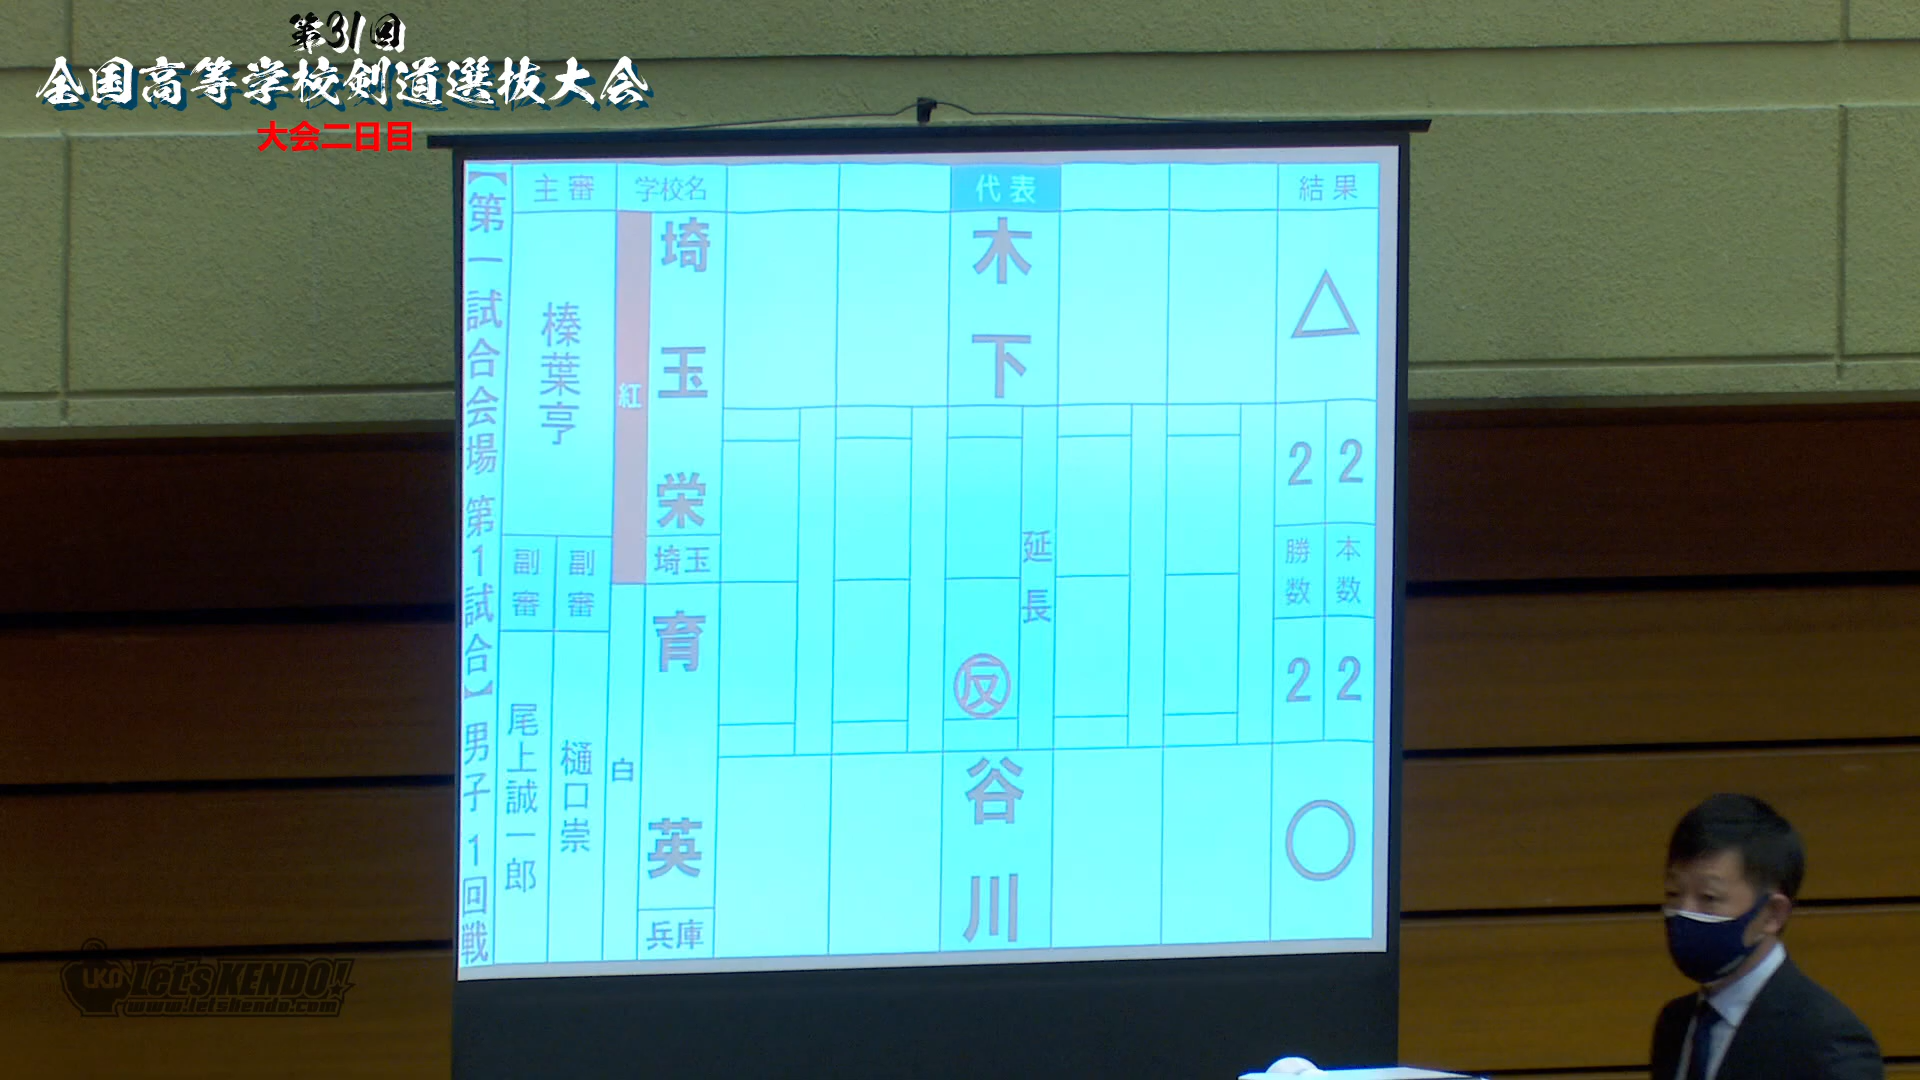 第31回
全国高等学校剣道選抜大会
大会二日目
【第一試合会場 第1試合】男子 1回戦
主審
学校名
代表
結果
榛葉亨
紅
埼玉栄
埼玉
木下
△
2 2
副審
副審
延長
勝数
本数
尾上誠一郎
樋口崇
白
育英
兵庫
反
谷川
2 2
○
LKD Let's KENDO!
www.letskendo.com